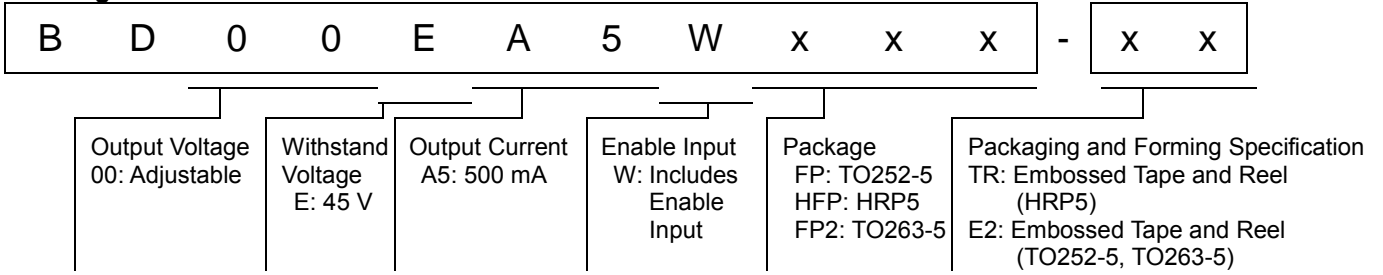 B D 0 0 E A 5 W x x x - x x
Output Voltage
00: Adjustable
Withstand
Voltage
E: 45 V
Output Current
A5: 500 mA
Enable Input
W: Includes
Enable
Input
Package
FP: TO252-5
HFP: HRP5
FP2: TO263-5
Packaging and Forming Specification
TR: Embossed Tape and Reel
(HRP5)
E2: Embossed Tape and Reel
(TO252-5, TO263-5)